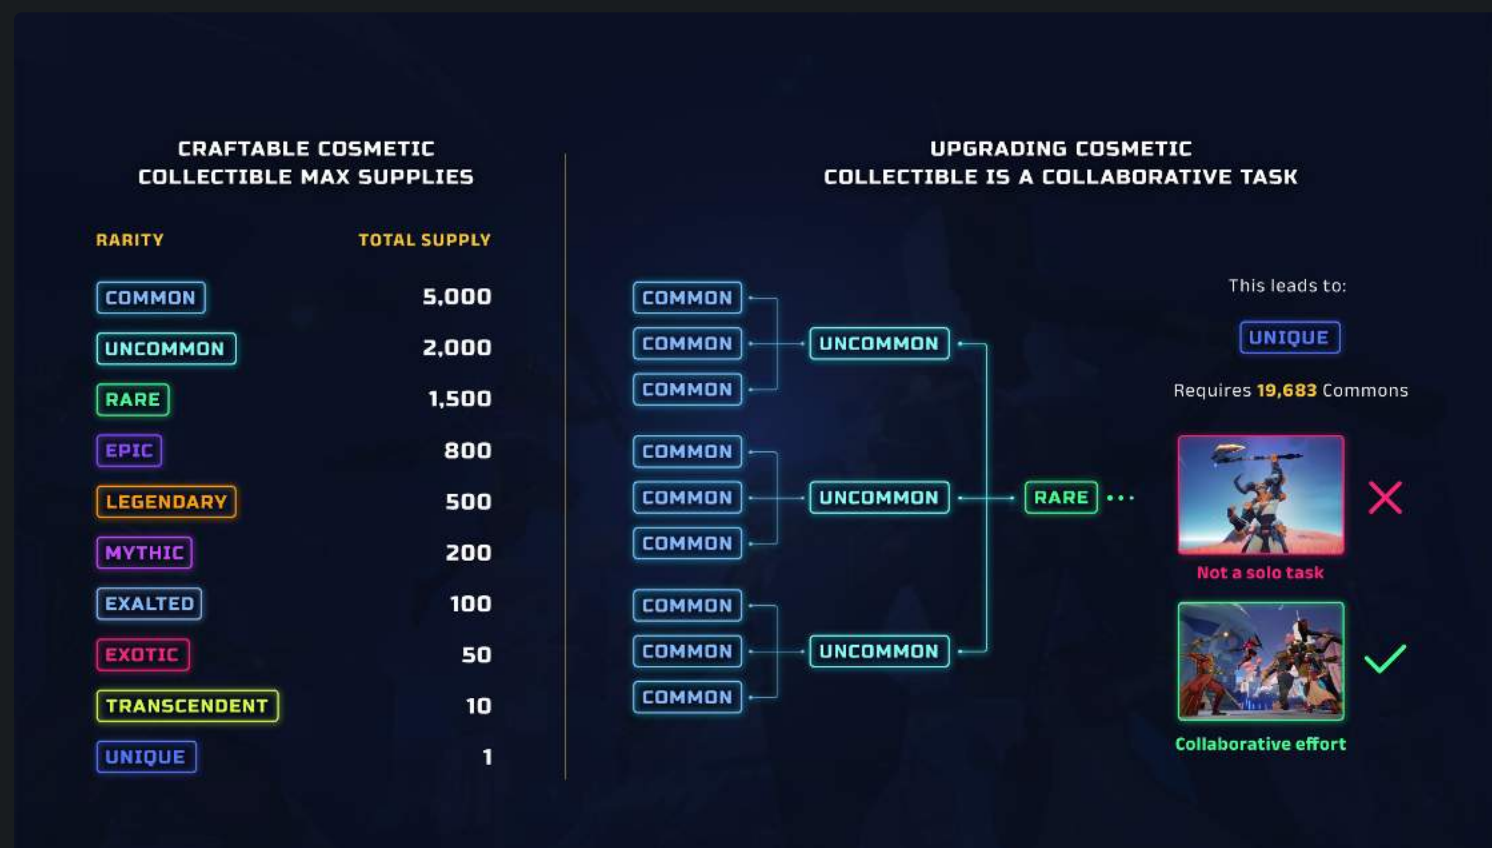 CRAFTABLE COSMETIC
COLLECTIBLE MAX SUPPLIES
RARITY TOTAL SUPPLY
COMMON 5,000
UNCOMMON 2,000
RARE 1,500
EPIC 800
LEGENDARY 500
MYTHIC 200
EXALTED 100
EXOTIC 50
TRANSCENDENT 10
UNIQUE 1
UPGRADING COSMETIC
COLLECTIBLE IS A COLLABORATIVE TASK
COMMON
COMMON
COMMON
UNCOMMON
COMMON
COMMON
COMMON
UNCOMMON
COMMON
COMMON
COMMON
UNCOMMON
RARE ...
This leads to:
UNIQUE
Requires 19,683 Commons
Not a solo task
Collaborative effort